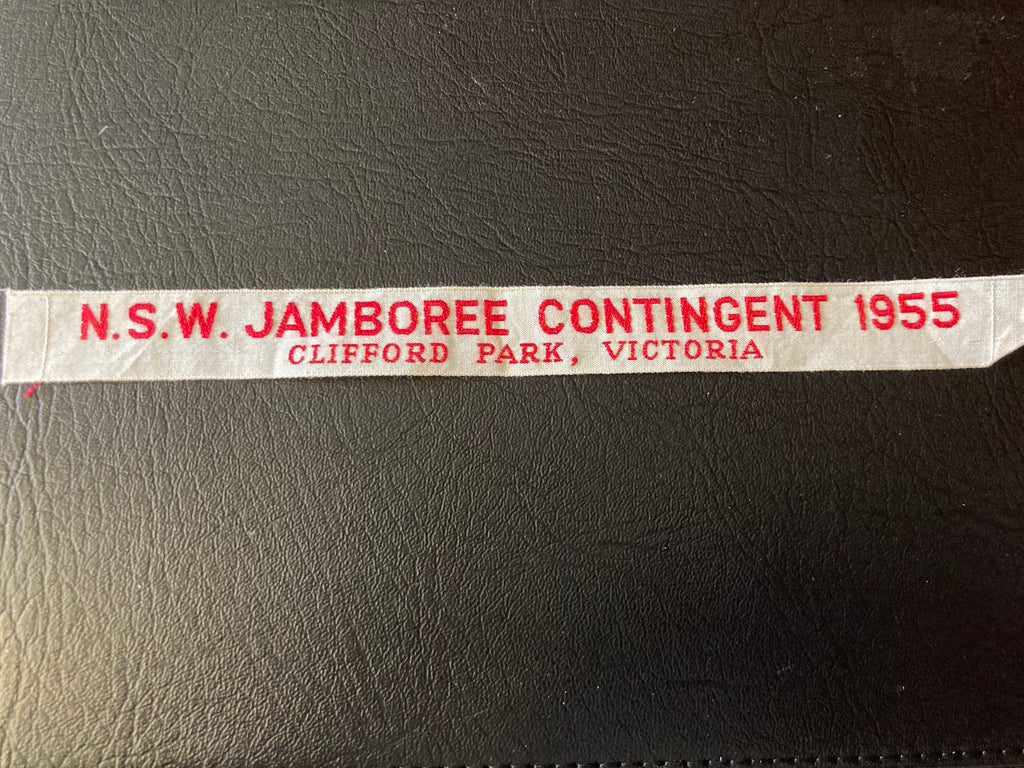 N.S.W. JAMBOREE CONTINGENT 1955
CLIFFORD PARK, VICTORIA